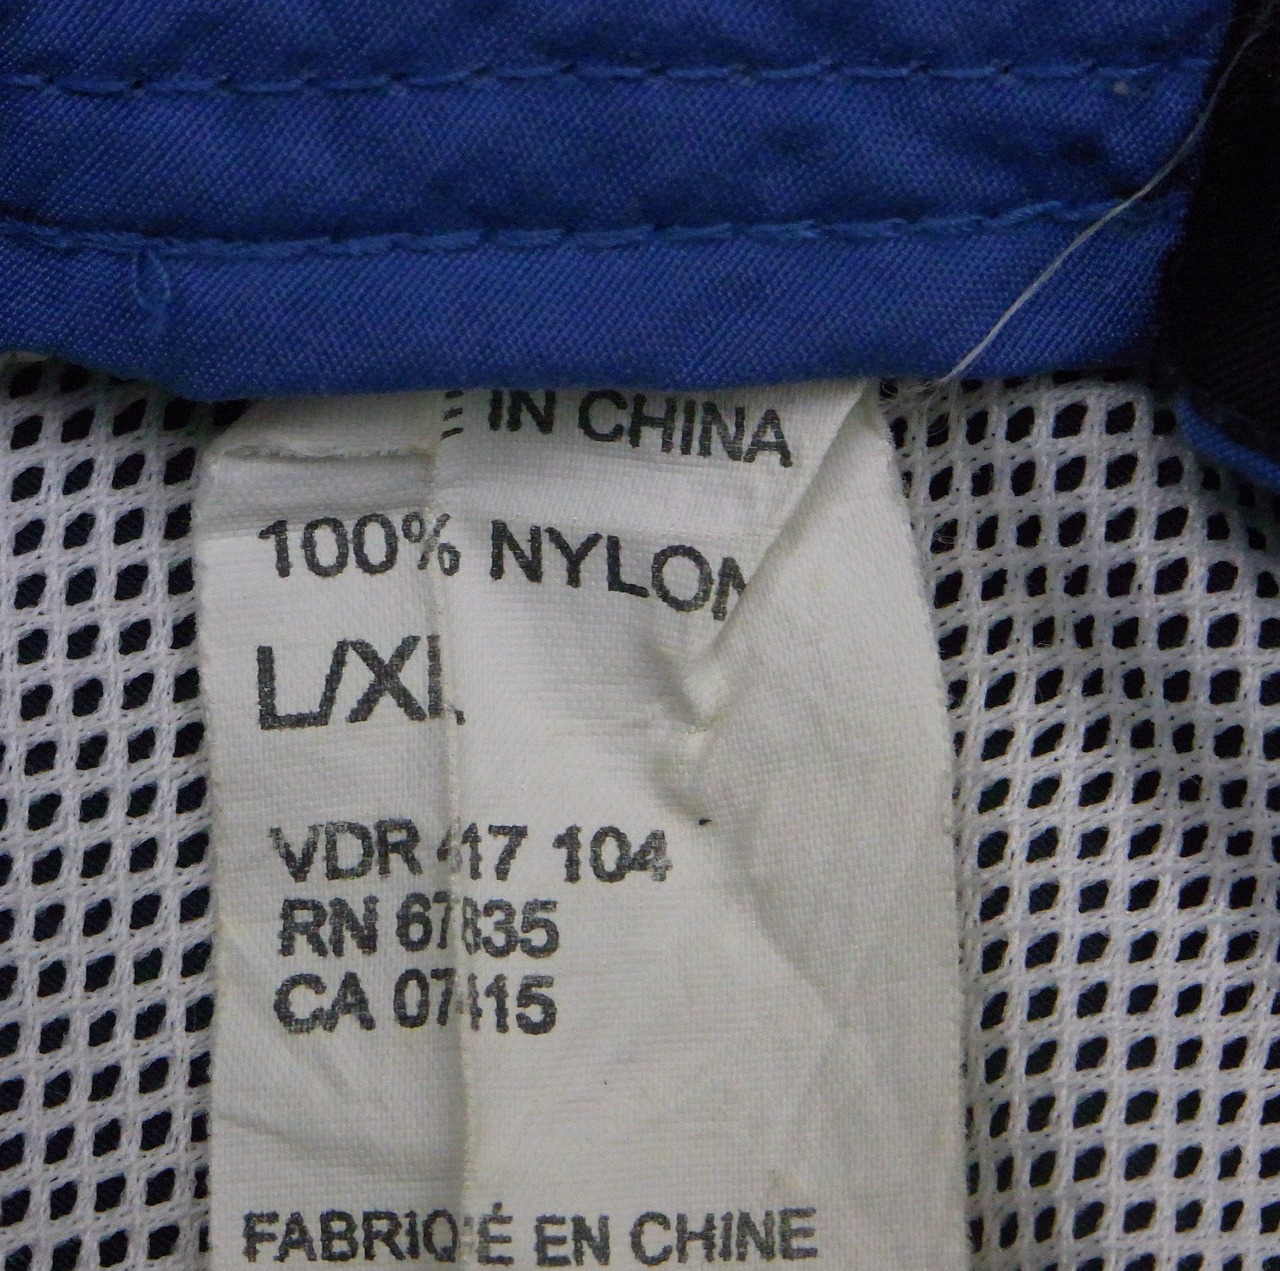 IN CHINA
100% NYLON
L/XL
VDR 417 104
RN 67835
CA 07415
FABRIQUÉ EN CHINE